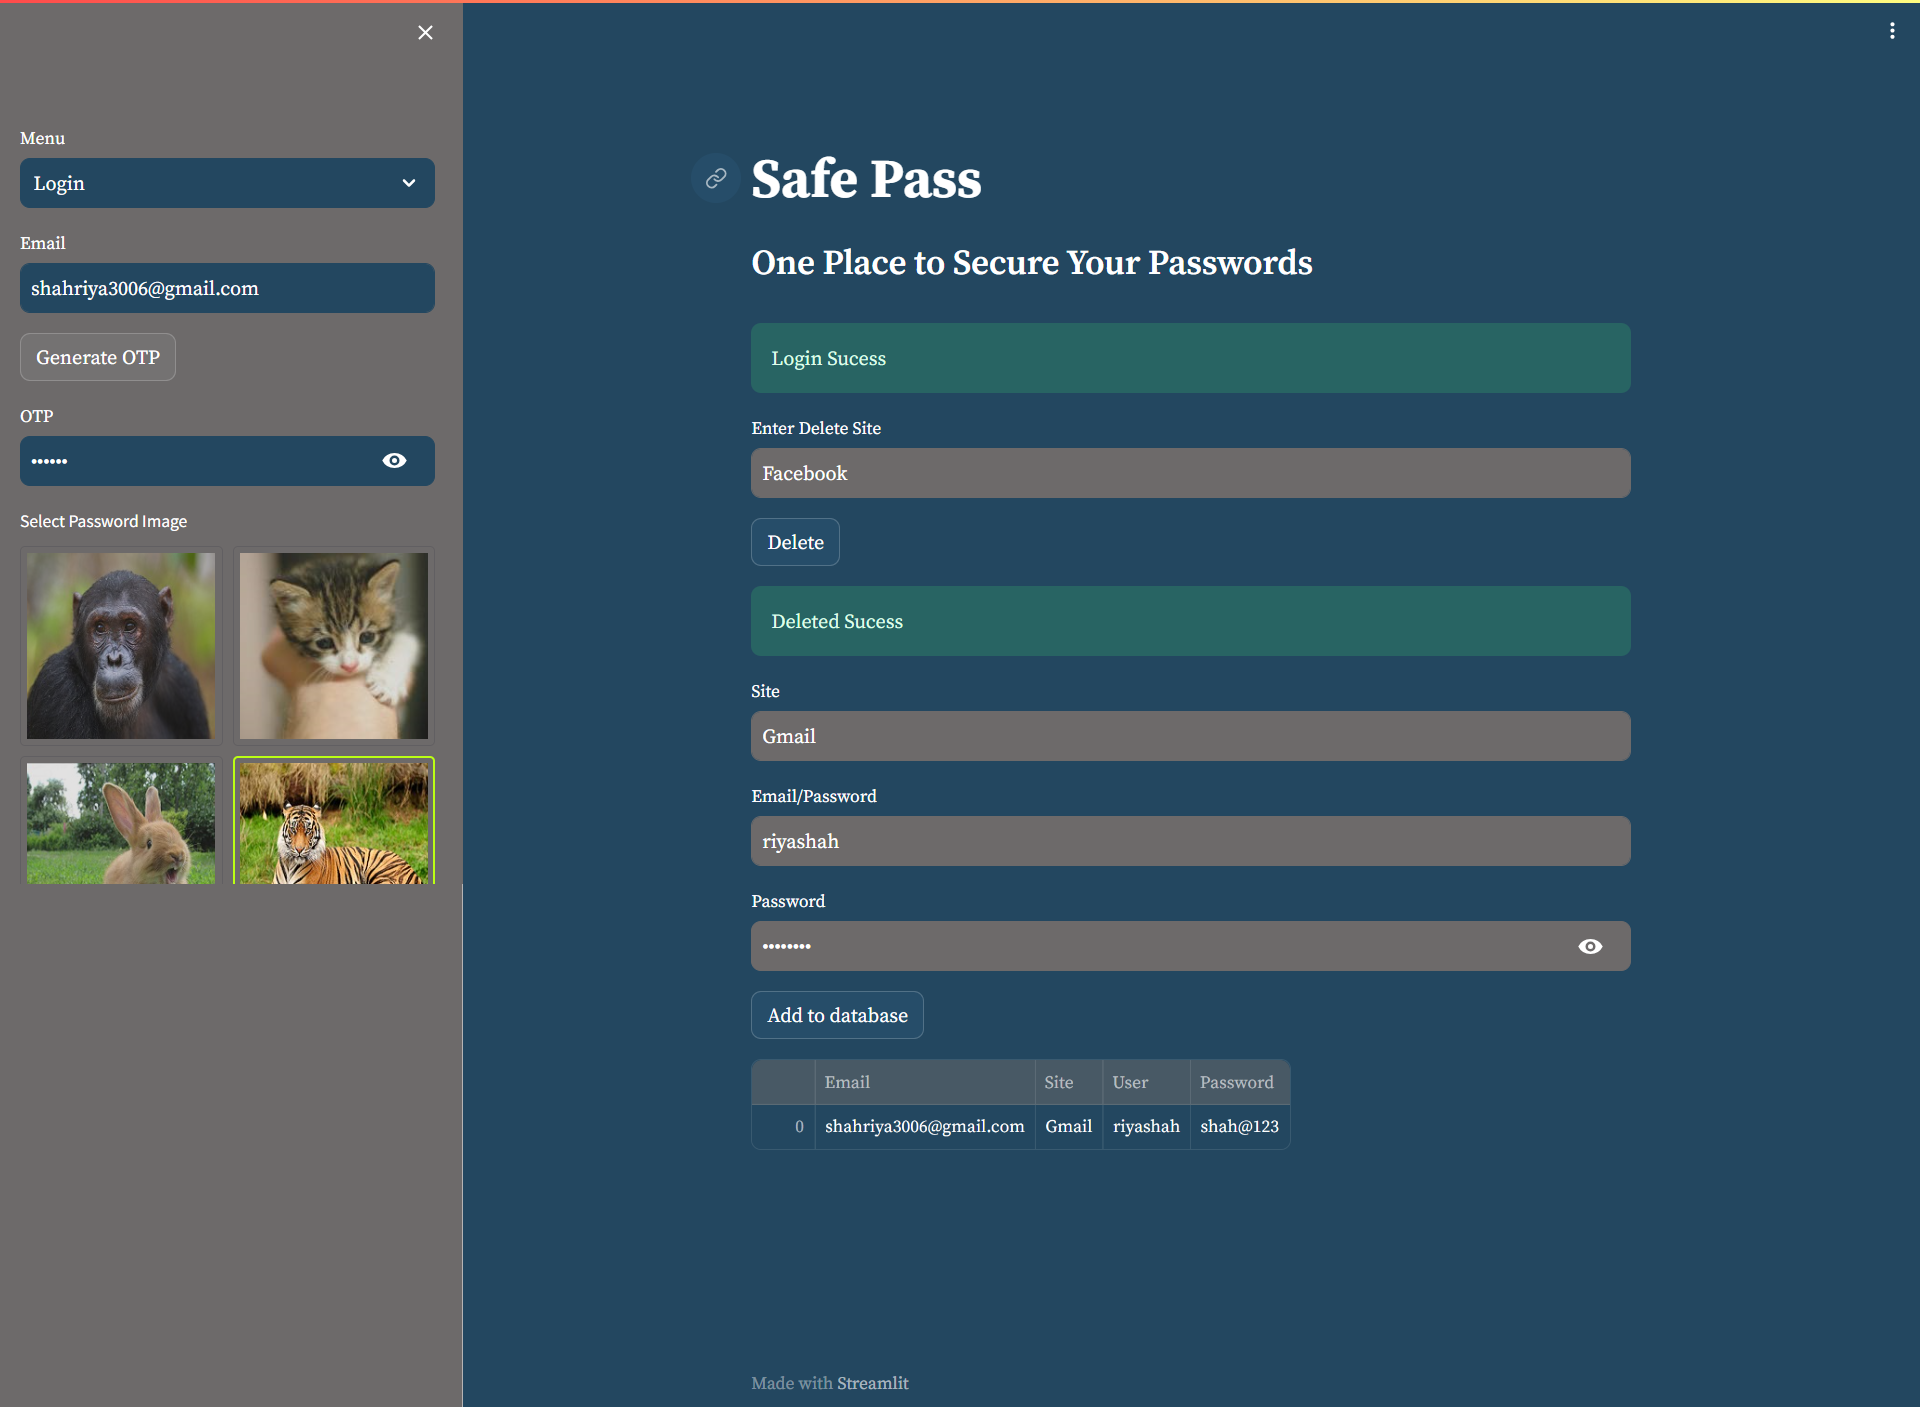 Menu
Login
Email
shahriya3006@gmail.com
Generate OTP
OTP
••••••
Select Password Image
Safe Pass
One Place to Secure Your Passwords
Login Sucess
Enter Delete Site
Facebook
Delete
Deleted Sucess
Site
Gmail
Email/Password
riyashah
Password
••••••••
Add to database
Email Site User Password
0 shahriya3006@gmail.com Gmail riyashah shah@123
Made with Streamlit